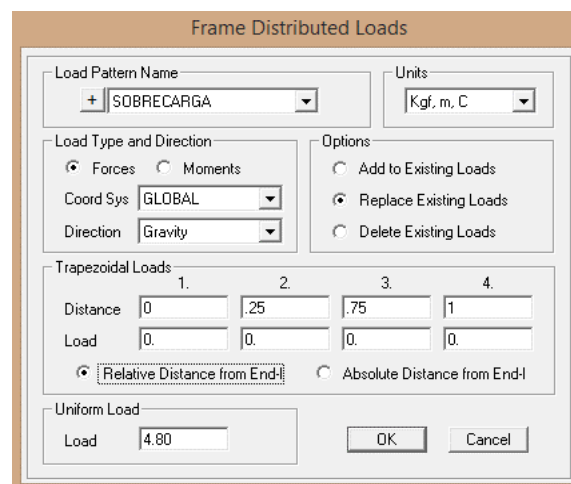 Frame Distributed Loads
Load Pattern Name
+ SOBRECARGA
Units
Kgf, m, C
Load Type and Direction
Forces Moments
Coord Sys GLOBAL
Direction Gravity
Options
Add to Existing Loads
Replace Existing Loads
Delete Existing Loads
Trapezoidal Loads
1. 2. 3. 4.
Distance 0 .25 .75 1
Load 0. 0. 0. 0.
Relative Distance from End-I Absolute Distance from End-I
Uniform Load
Load 4.80
OK Cancel